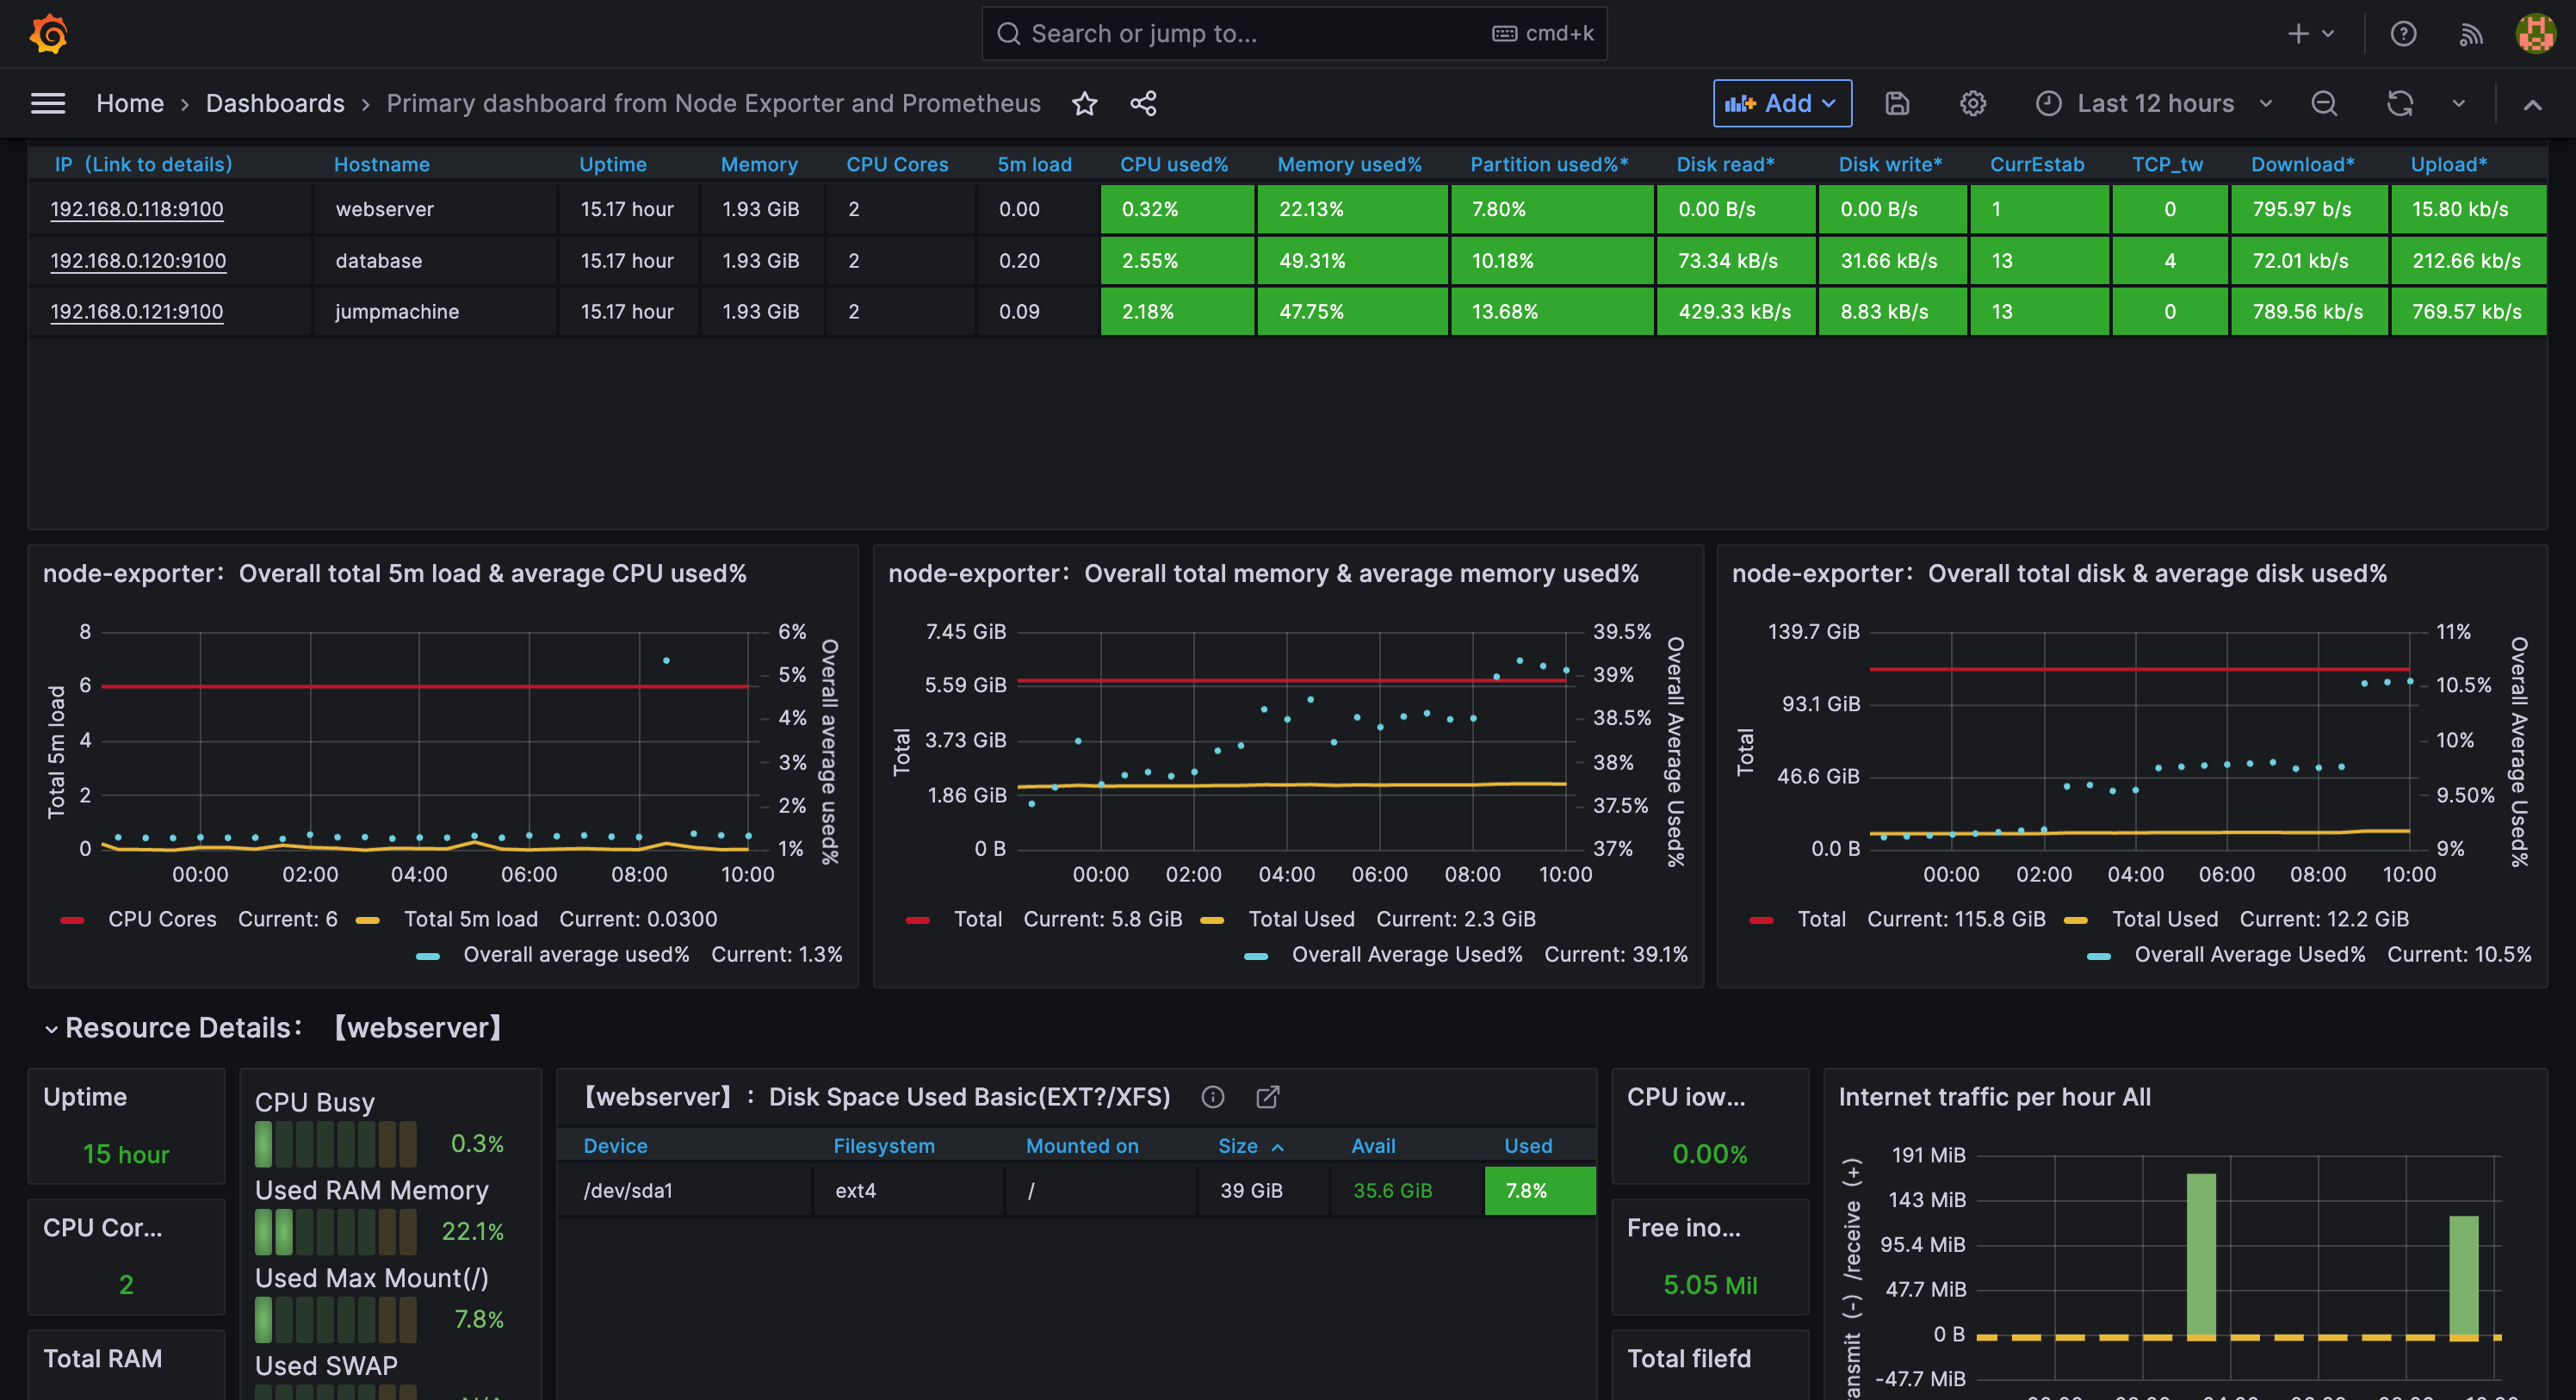 Search or jump to... cmd+k
Home › Dashboards › Primary dashboard from Node Exporter and Prometheus Add Last 12 hours
IP（Link to details) Hostname Uptime Memory CPU Cores 5m load CPU used% Memory used% Partition used%* Disk read* Disk write* CurrEstab TCP_tw Download* Upload*
192.168.0.118:9100 webserver 15.17 hour 1.93 GiB 2 0.00 0.32% 22.13% 7.80% 0.00 B/s 0.00 B/s 1 0 795.97 b/s 15.80 kb/s
192.168.0.120:9100 database 15.17 hour 1.93 GiB 2 0.20 2.55% 49.31% 10.18% 73.34 kB/s 31.66 kB/s 13 4 72.01 kb/s 212.66 kb/s
192.168.0.121:9100 jumpmachine 15.17 hour 1.93 GiB 2 0.09 2.18% 47.75% 13.68% 429.33 kB/s 8.83 kB/s 13 0 789.56 kb/s 769.57 kb/s
node-exporter：Overall total 5m load & average CPU used%
8
6
4
2
0
Total 5m load
6%
5%
4%
3%
2%
1%
Overall average used%
00:00 02:00 04:00 06:00 08:00 10:00
CPU Cores Current: 6 Total 5m load Current: 0.0300
Overall average used% Current: 1.3%
node-exporter：Overall total memory & average memory used%
7.45 GiB
5.59 GiB
3.73 GiB
1.86 GiB
0 B
Total
39.5%
39%
38.5%
38%
37.5%
37%
Overall Average Used%
00:00 02:00 04:00 06:00 08:00 10:00
Total Current: 5.8 GiB Total Used Current: 2.3 GiB
Overall Average Used% Current: 39.1%
node-exporter：Overall total disk & average disk used%
139.7 GiB
93.1 GiB
46.6 GiB
0.0 B
Total
11%
10.5%
10%
9.50%
9%
Overall Average Used%
00:00 02:00 04:00 06:00 08:00 10:00
Total Current: 115.8 GiB Total Used Current: 12.2 GiB
Overall Average Used% Current: 10.5%
Resource Details：【webserver】
Uptime
15 hour
CPU Cor...
2
Total RAM
CPU Busy
0.3%
Used RAM Memory
22.1%
Used Max Mount(/)
7.8%
Used SWAP
【webserver】：Disk Space Used Basic(EXT?/XFS)
Device Filesystem Mounted on Size Avail Used
/dev/sda1 ext4 / 39 GiB 35.6 GiB 7.8%
CPU iow...
0.00%
Free ino...
5.05 Mil
Total filefd
Internet traffic per hour All
191 MiB
143 MiB
95.4 MiB
47.7 MiB
0 B
-47.7 MiB
ansmit（-）/receive（+）